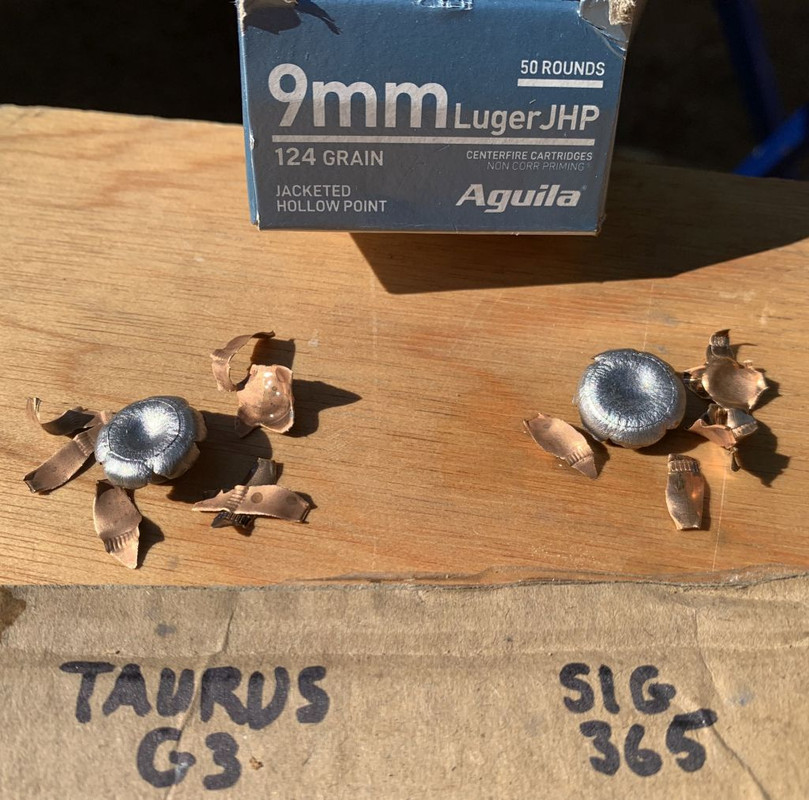 50 ROUNDS
9mm Luger JHP
124 GRAIN
CENTERFIRE CARTRIDGES
NON CORR PRIMING
JACKETED
HOLLOW POINT
Aguila
TAURUS
G3
SIG
365